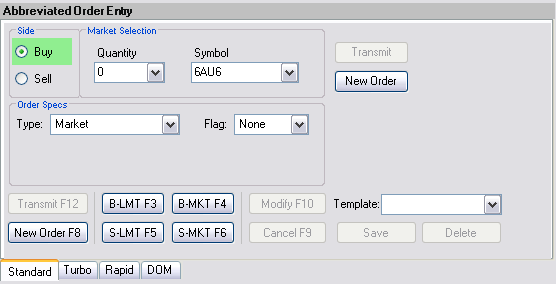 Abbreviated Order Entry
Side
Market Selection
Buy
Quantity
Symbol
Transmit
0
6AU6
Sell
New Order
Order Specs
Type: Market
Flag: None
Transmit F12
B-LMT F3
B-MKT F4
Modify F10
Template:
New Order F8
S-LMT F5
S-MKT F6
Cancel F9
Save
Delete
Standard
Turbo
Rapid
DOM